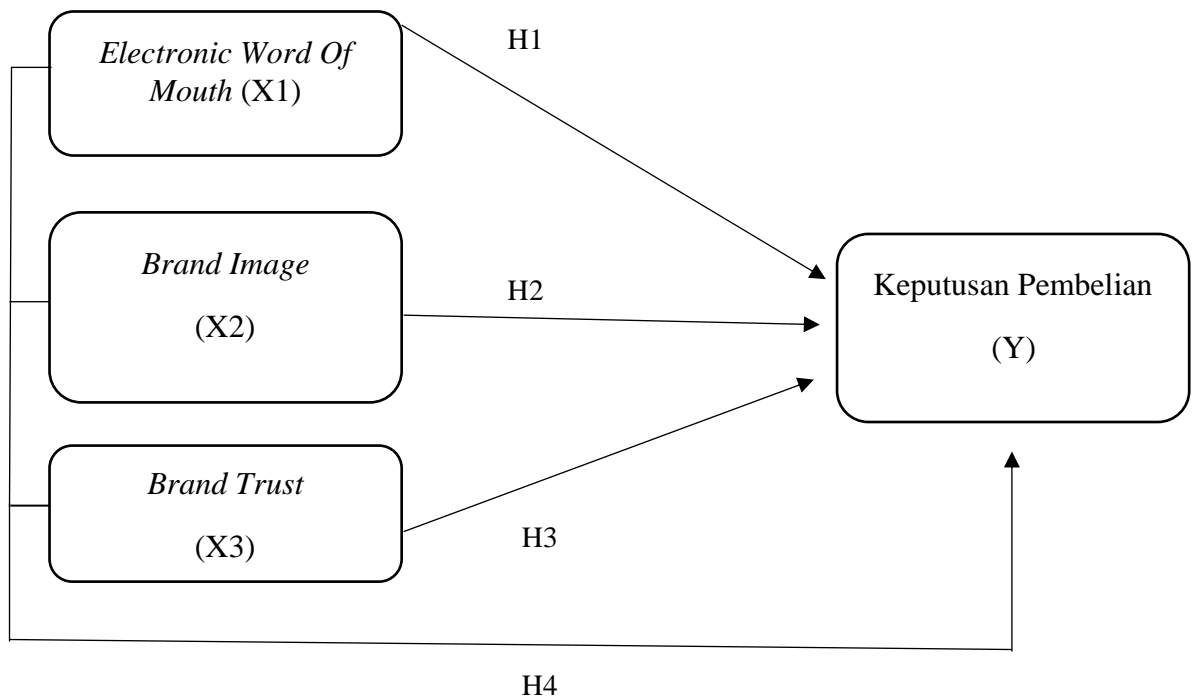 Electronic Word Of
Mouth (X1)
H1
Brand Image
(X2)
H2
Keputusan Pembelian
(Y)
Brand Trust
(X3)
H3
H4